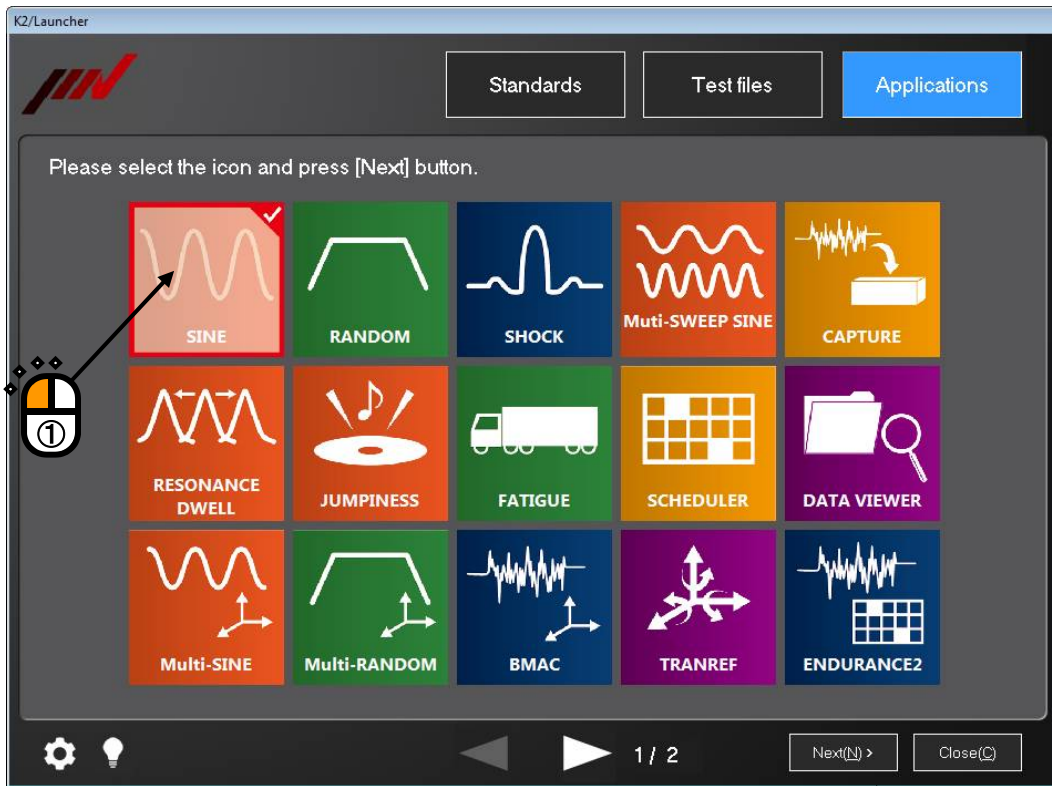 K2/Launcher
Standards
Test files
Applications
Please select the icon and press [Next] button.
SINE
RANDOM
SHOCK
Muti-SWEEP SINE
CAPTURE
RESONANCE
DWELL
JUMPINESS
FATIGUE
SCHEDULER
DATA VIEWER
Multi-SINE
Multi-RANDOM
BMAC
TRANREF
ENDURANCE2
①
1 / 2
Next(N) >
Close(C)